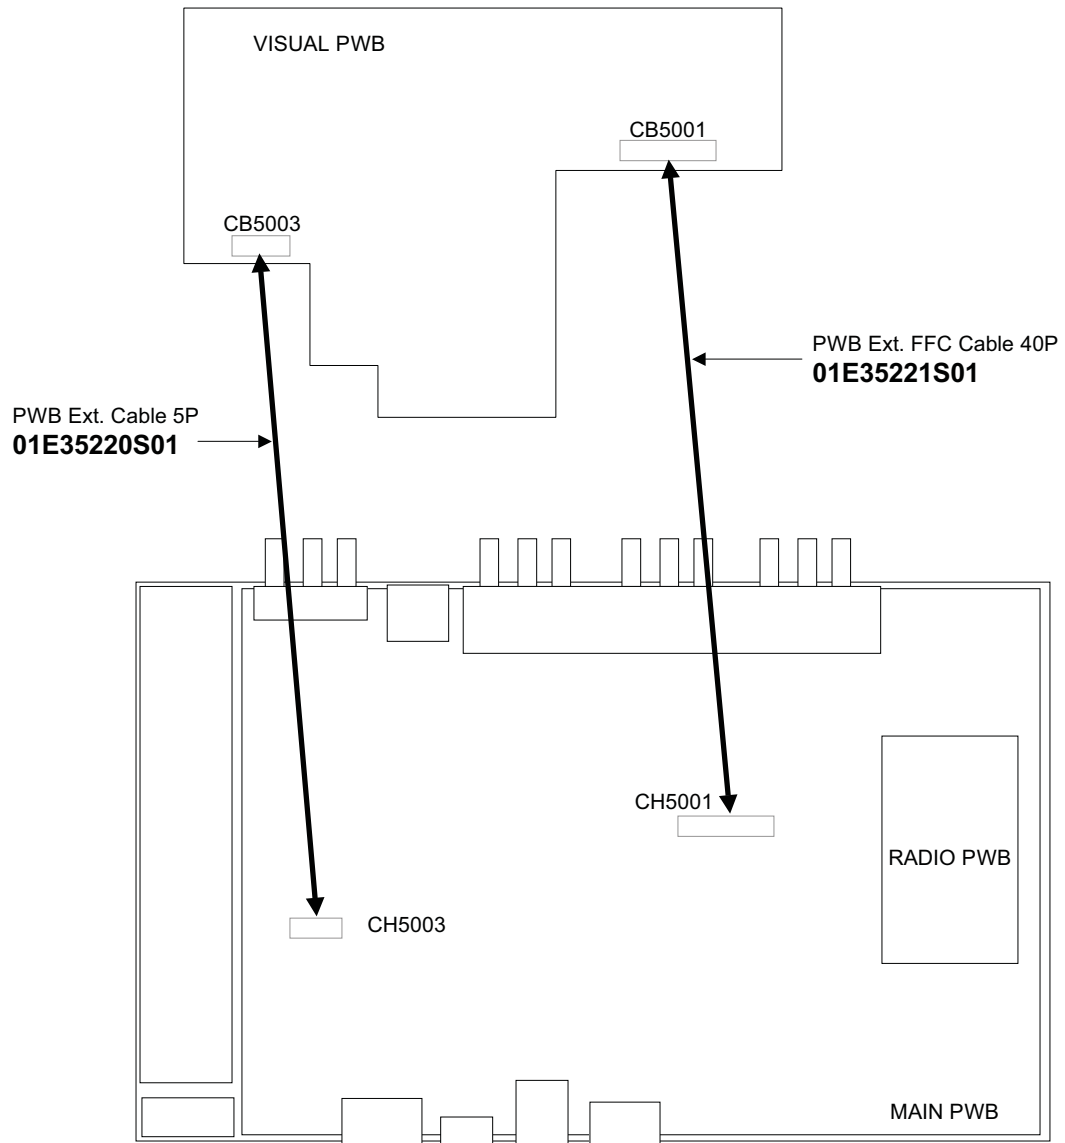 VISUAL PWB
CB5001
CB5003
PWB Ext. FFC Cable 40P
01E35221S01
PWB Ext. Cable 5P
01E35220S01
CH5001
RADIO PWB
CH5003
MAIN PWB